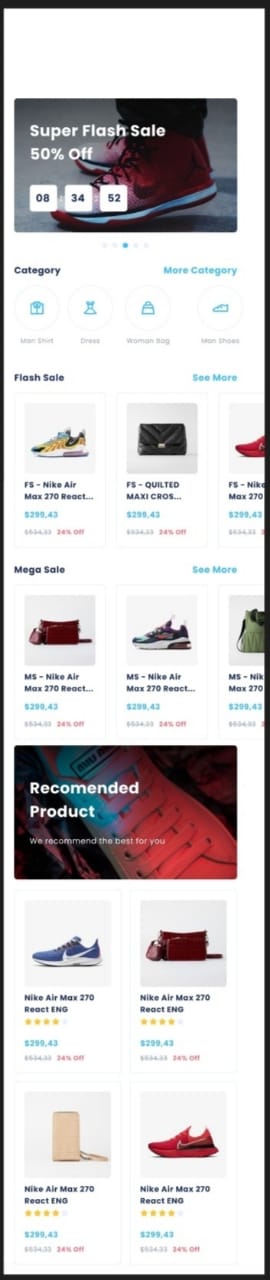 Super Flash Sale
50% Off
08 : 34 : 52
Category More Category
Man Shirt Dress Woman Bag Man Shoes
Flash Sale See More
FS - Nike Air
Max 270 React...
$299,43
$534,33 24% Off
FS - QUILTED
MAXI CROS...
$299,43
$534,33 24% Off
FS - Nike
Max 270
$299,43
$534,33
Mega Sale See More
MS - Nike Air
Max 270 React...
$299,43
$534,33 24% Off
MS - Nike Air
Max 270 React...
$299,43
$534,33 24% Off
MS - Nike
Max 270
$299,43
$534,33
Recomended
Product
We recommend the best for you
Nike Air Max 270
React ENG
$299,43
$534,33 24% Off
Nike Air Max 270
React ENG
$299,43
$534,33 24% Off
Nike Air Max 270
React ENG
$299,43
$534,33 24% Off
Nike Air Max 270
React ENG
$299,43
$534,33 24% Off